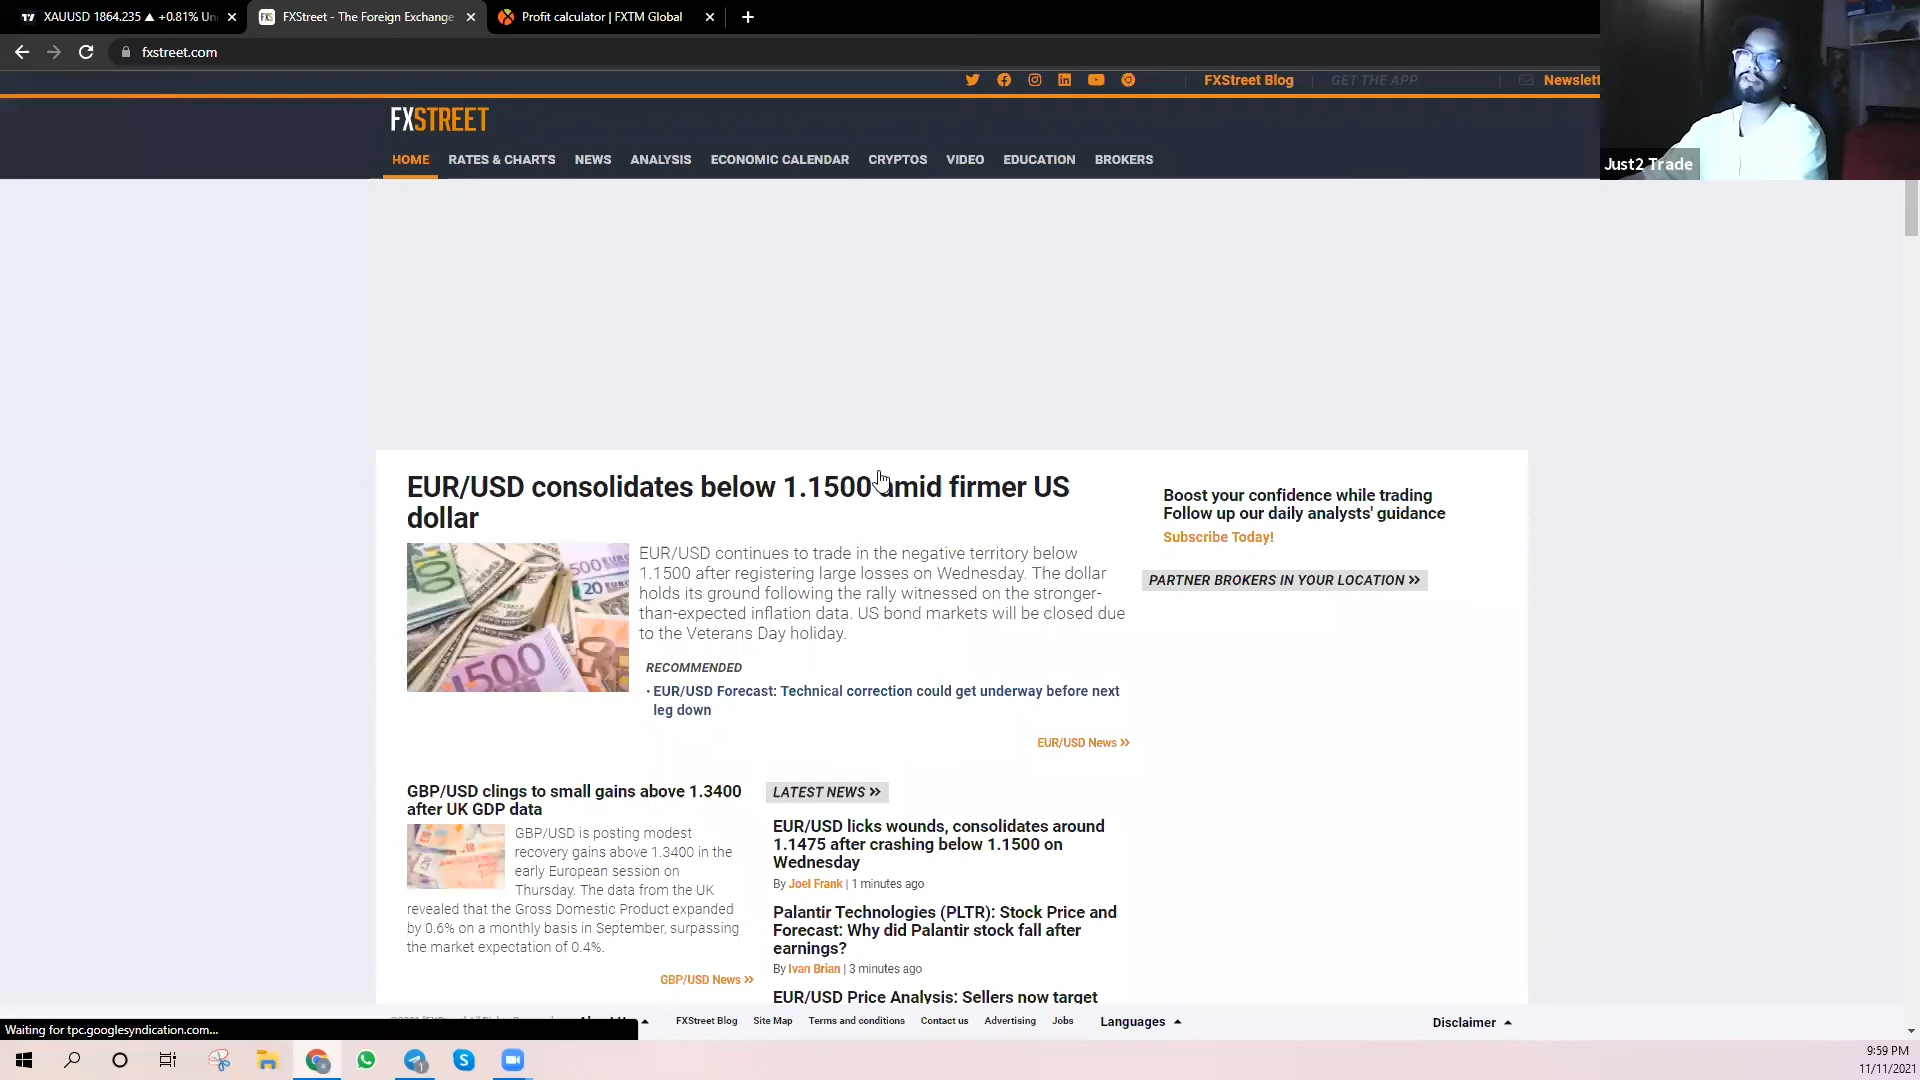 XAUUSD 1864.235 ▲ +0.81% Un
FXStreet - The Foreign Exchange
Profit calculator | FXTM Global
fxstreet.com
FXStreet Blog
GET THE APP
Newslett
FXSTREET
HOME RATES & CHARTS NEWS ANALYSIS ECONOMIC CALENDAR CRYPTOS VIDEO EDUCATION BROKERS
Just2 Trade
EUR/USD consolidates below 1.1500 amid firmer US
dollar
500 EURO
20 EURO
500
EUR/USD continues to trade in the negative territory below
1.1500 after registering large losses on Wednesday. The dollar
holds its ground following the rally witnessed on the stronger-
than-expected inflation data. US bond markets will be closed due
to the Veterans Day holiday.
RECOMMENDED
· EUR/USD Forecast: Technical correction could get underway before next
leg down
EUR/USD News >>
Boost your confidence while trading
Follow up our daily analysts' guidance
Subscribe Today!
PARTNER BROKERS IN YOUR LOCATION >>
GBP/USD clings to small gains above 1.3400
after UK GDP data
GBP/USD is posting modest
recovery gains above 1.3400 in the
early European session on
Thursday. The data from the UK
revealed that the Gross Domestic Product expanded
by 0.6% on a monthly basis in September, surpassing
the market expectation of 0.4%.
GBP/USD News >>
LATEST NEWS >>
EUR/USD licks wounds, consolidates around
1.1475 after crashing below 1.1500 on
Wednesday
By Joel Frank | 1 minutes ago
Palantir Technologies (PLTR): Stock Price and
Forecast: Why did Palantir stock fall after
earnings?
By Ivan Brian | 3 minutes ago
EUR/USD Price Analysis: Sellers now target
FXStreet Blog Site Map Terms and conditions Contact us Advertising Jobs Languages Disclaimer
Waiting for tpc.googlesyndication.com...
9:59 PM
11/11/2021